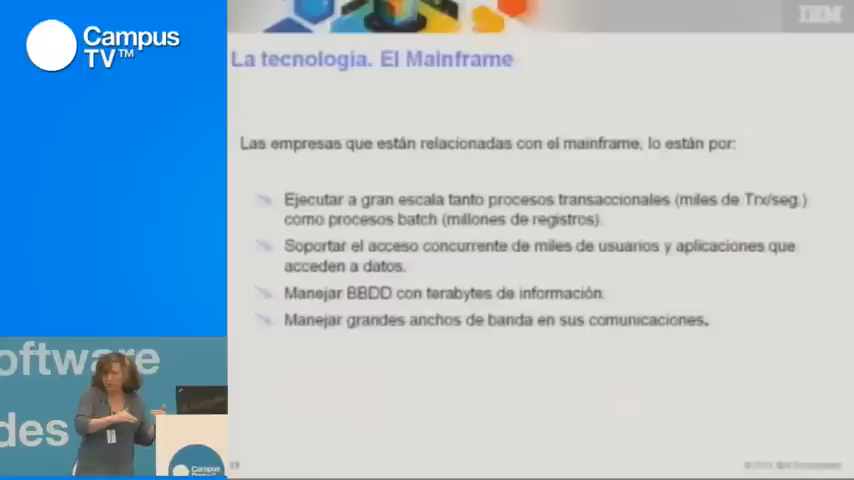 Campus
TV™
IBM
La tecnologia. El Mainframe
Las empresas que están relacionadas con el mainframe, lo están por:
Ejecutar a gran escala tanto procesos transaccionales (miles de Trx/seg.)
como procesos batch (millones de registros)
Soportar el acceso concurrente de miles de usuarios y aplicaciones que
acceden a datos.
Manejar BBDD con terabytes de información.
Manejar grandes anchos de banda en sus comunicaciones.
oftware
des
Campus